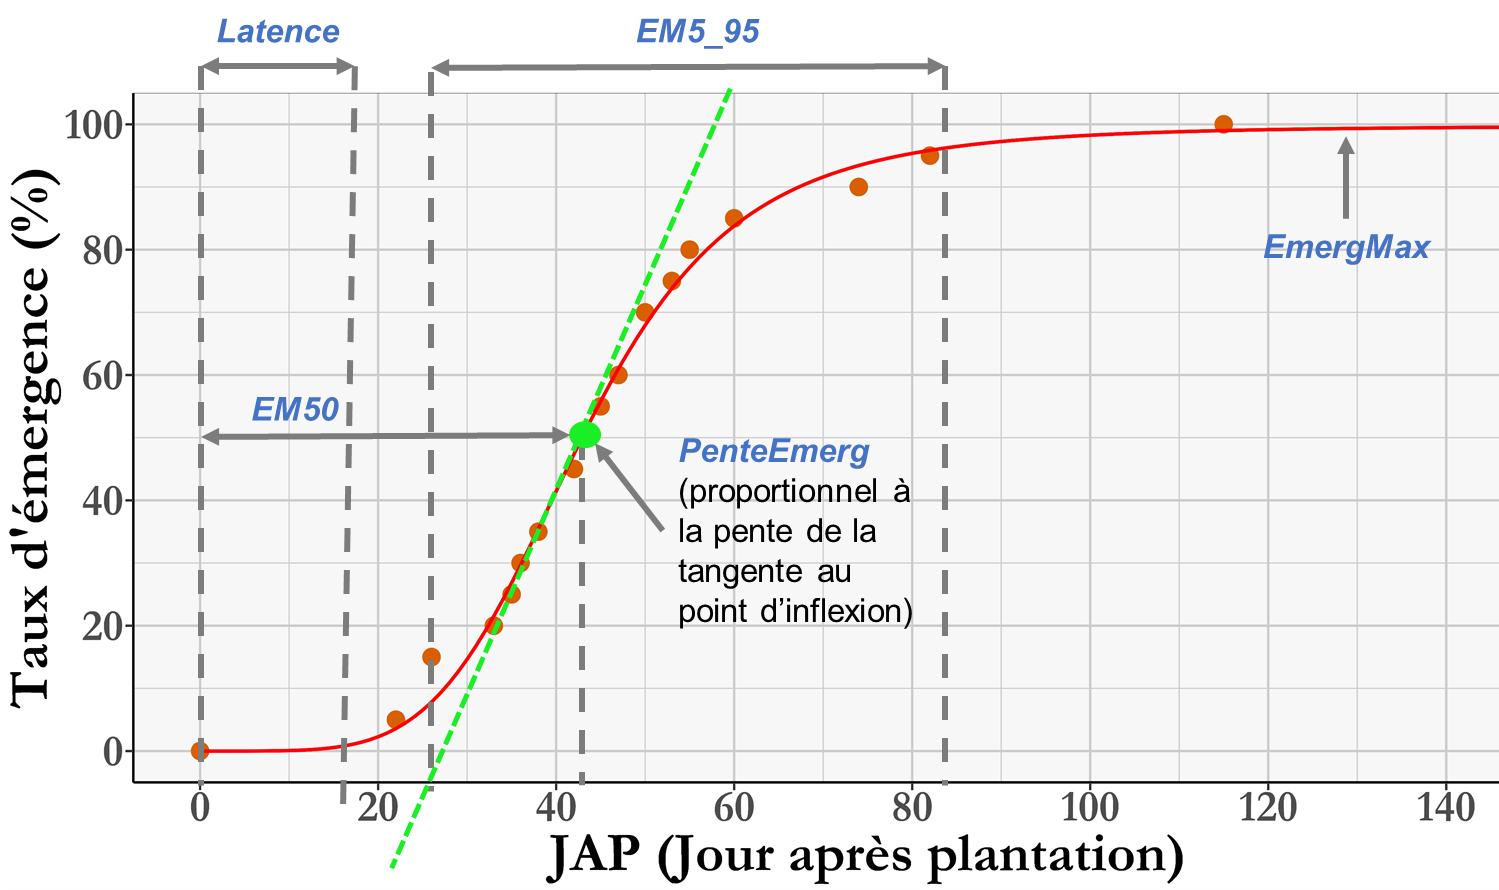 Latence
EM5_95
Taux d'émergence (%)
100
80
60
40
20
0
EmergMax
EM50
PenteEmerg
(proportionnel à
la pente de la
tangente au
point d’inflexion)
0 20 40 60 80 100 120 140
JAP (Jour après plantation)